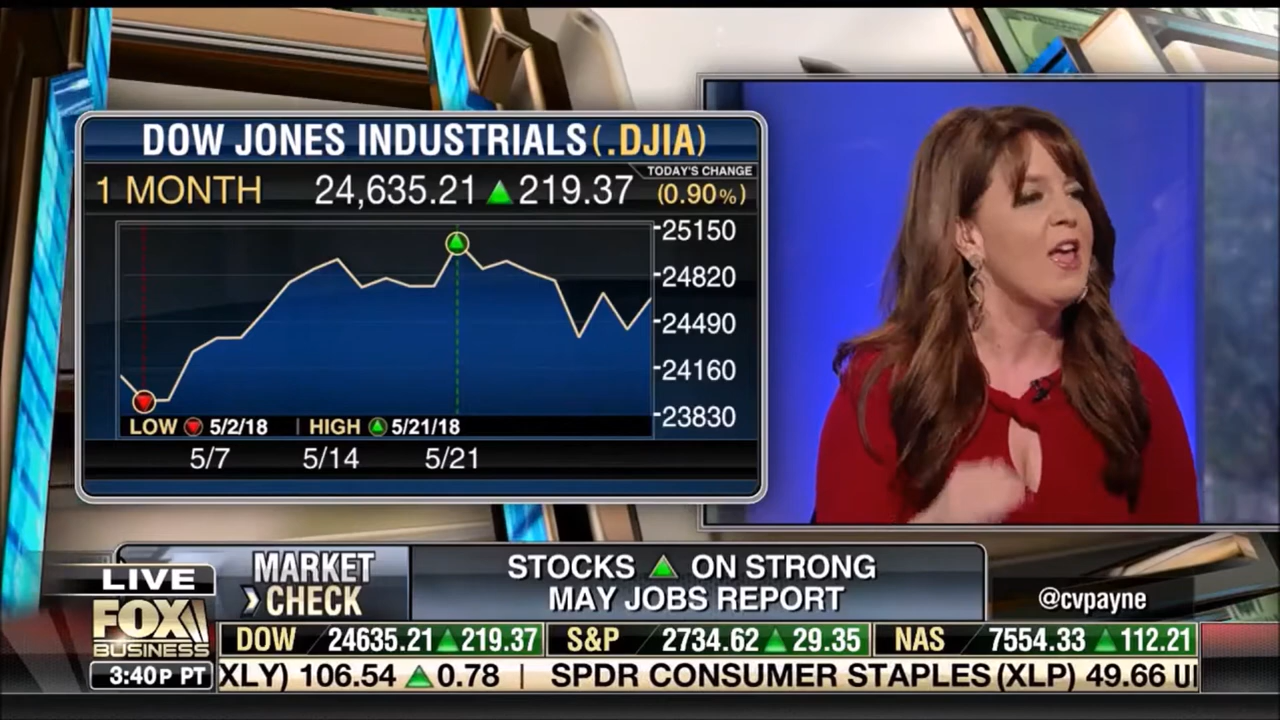 DOW JONES INDUSTRIALS (.DJIA)
TODAY'S CHANGE
1 MONTH 24,635.21 ▲ 219.37 (0.90%)
25150
24820
24490
24160
23830
LOW ▼ 5/2/18 | HIGH ▲ 5/21/18
5/7 5/14 5/21
LIVE
FOX
BUSINESS
3:40P PT
MARKET
CHECK
STOCKS ▲ ON STRONG
MAY JOBS REPORT
@cvpayne
DOW 24635.21 ▲ 219.37 S&P 2734.62 ▲ 29.35 NAS 7554.33 ▲ 112.21
XLY) 106.54 ▲ 0.78 | SPDR CONSUMER STAPLES (XLP) 49.66